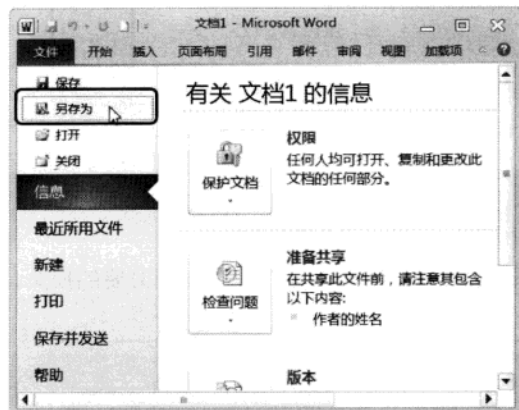 文档1 - Microsoft Word
文件 开始 插入 页面布局 引用 邮件 审阅 视图 加载项
保存
另存为
打开
关闭
信息
最近所用文件
新建
打印
保存并发送
帮助
有关 文档1 的信息
保护文档
权限
任何人均可打开、复制和更改此
文档的任何部分。
检查问题
准备共享
在共享此文件前，请注意其包含
以下内容:
作者的姓名
版本